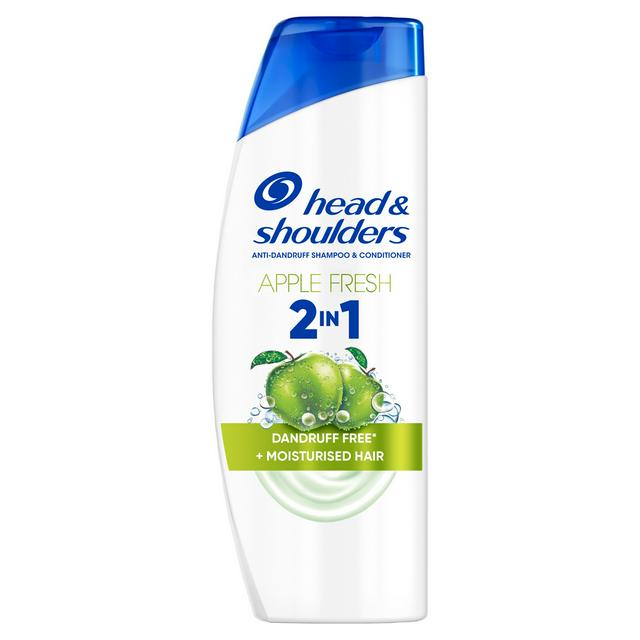 head &
shoulders
ANTI-DANDRUFF SHAMPOO & CONDITIONER
APPLE FRESH
2IN1
DANDRUFF FREE*
+ MOISTURISED HAIR